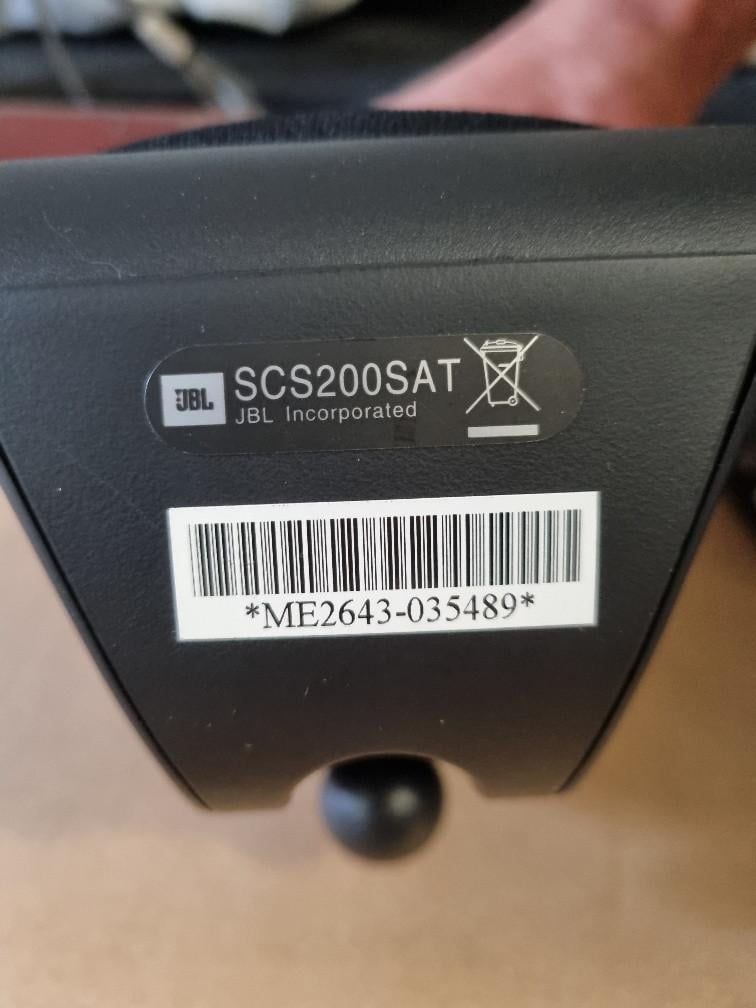 JBL
SCS200SAT
JBL Incorporated
*ME2643-035489*